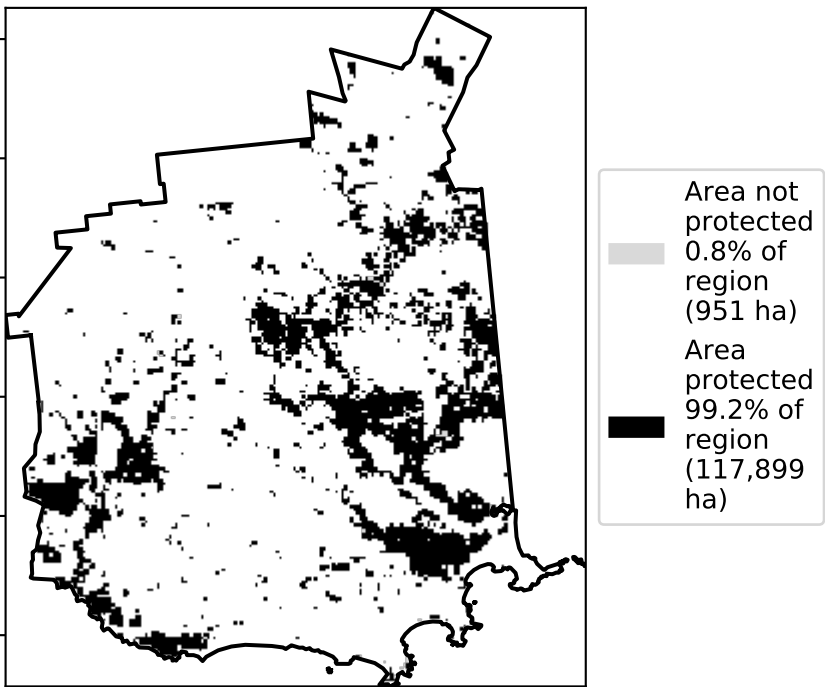 Area not
protected
0.8% of
region
(951 ha)
Area
protected
99.2% of
region
(117,899
ha)